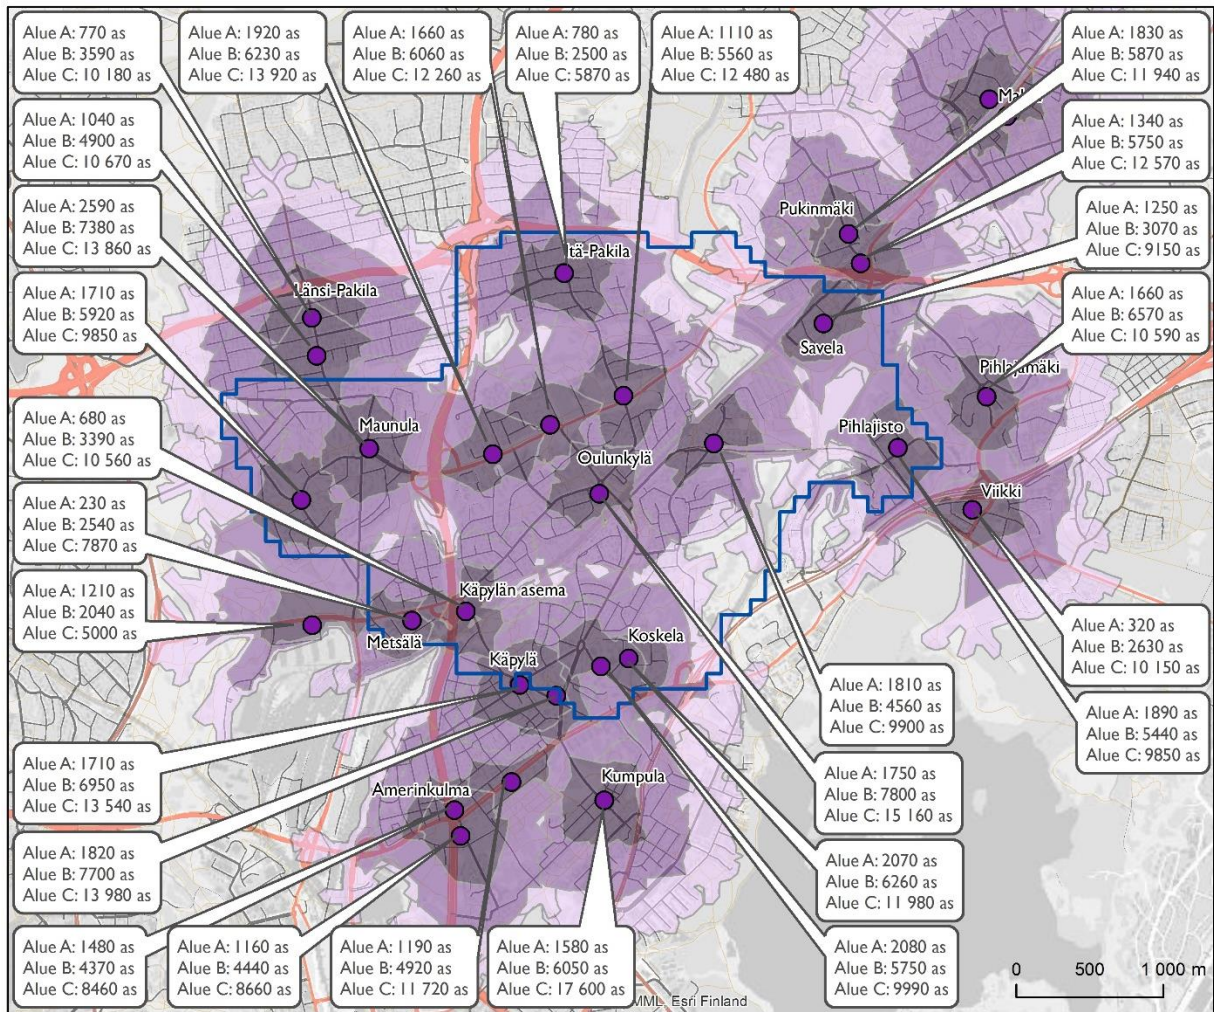 Alue A: 770 as
Alue B: 3590 as
Alue C: 10 180 as
Alue A: 1920 as
Alue B: 6230 as
Alue C: 13 920 as
Alue A: 1660 as
Alue B: 6060 as
Alue C: 12 260 as
Alue A: 780 as
Alue B: 2500 as
Alue C: 5870 as
Alue A: 1110 as
Alue B: 5560 as
Alue C: 12 480 as
Alue A: 1830 as
Alue B: 5870 as
Alue C: 11 940 as
Alue A: 1040 as
Alue B: 4900 as
Alue C: 10 670 as
Alue A: 1340 as
Alue B: 5750 as
Alue C: 12 570 as
Alue A: 2590 as
Alue B: 7380 as
Alue C: 13 860 as
Alue A: 1250 as
Alue B: 3070 as
Alue C: 9150 as
Pukinmäki
Itä-Pakila
Alue A: 1710 as
Alue B: 5920 as
Alue C: 9850 as
Länsi-Pakila
Alue A: 1660 as
Alue B: 6570 as
Alue C: 10 590 as
Savela
Pihlajamäki
Alue A: 680 as
Alue B: 3390 as
Alue C: 10 560 as
Maunula
Oulunkylä
Pihlajisto
Viikki
Alue A: 230 as
Alue B: 2540 as
Alue C: 7870 as
Alue A: 1210 as
Alue B: 2040 as
Alue C: 5000 as
Käpylän asema
Metsälä
Koskela
Käpylä
Alue A: 320 as
Alue B: 2630 as
Alue C: 10 150 as
Alue A: 1810 as
Alue B: 4560 as
Alue C: 9900 as
Alue A: 1890 as
Alue B: 5440 as
Alue C: 9850 as
Alue A: 1710 as
Alue B: 6950 as
Alue C: 13 540 as
Amerinkulma
Kumpula
Alue A: 1750 as
Alue B: 7800 as
Alue C: 15 160 as
Alue A: 1820 as
Alue B: 7700 as
Alue C: 13 980 as
Alue A: 2070 as
Alue B: 6260 as
Alue C: 11 980 as
Alue A: 1480 as
Alue B: 4370 as
Alue C: 8460 as
Alue A: 1160 as
Alue B: 4440 as
Alue C: 8660 as
Alue A: 1190 as
Alue B: 4920 as
Alue C: 11 720 as
Alue A: 1580 as
Alue B: 6050 as
Alue C: 17 600 as
Alue A: 2080 as
Alue B: 5750 as
Alue C: 9990 as
0 500 1 000 m
MML, Esri Finland